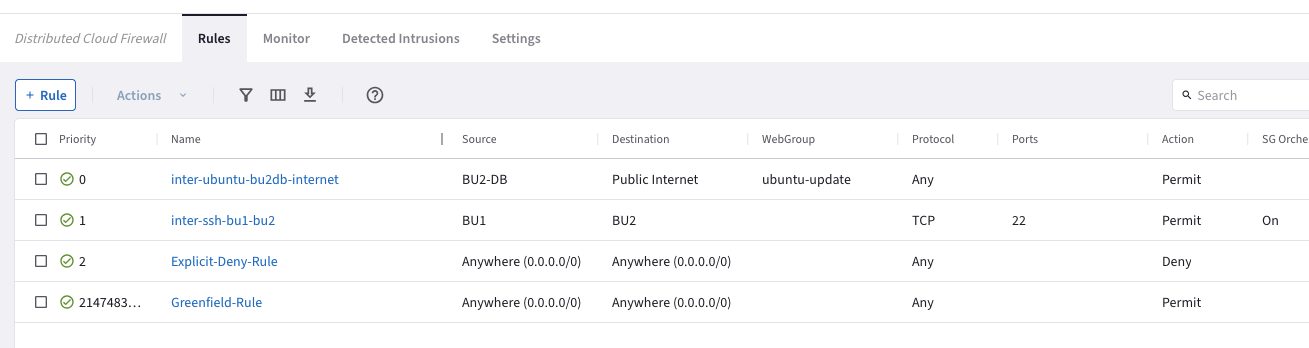 Distributed Cloud Firewall Rules Monitor Detected Intrusions Settings
+ Rule Actions Search
Priority Name Source Destination WebGroup Protocol Ports Action SG Orche
0 inter-ubuntu-bu2db-internet BU2-DB Public Internet ubuntu-update Any Permit
1 inter-ssh-bu1-bu2 BU1 BU2 TCP 22 Permit On
2 Explicit-Deny-Rule Anywhere (0.0.0.0/0) Anywhere (0.0.0.0/0) Any Deny
2147483... Greenfield-Rule Anywhere (0.0.0.0/0) Anywhere (0.0.0.0/0) Any Permit